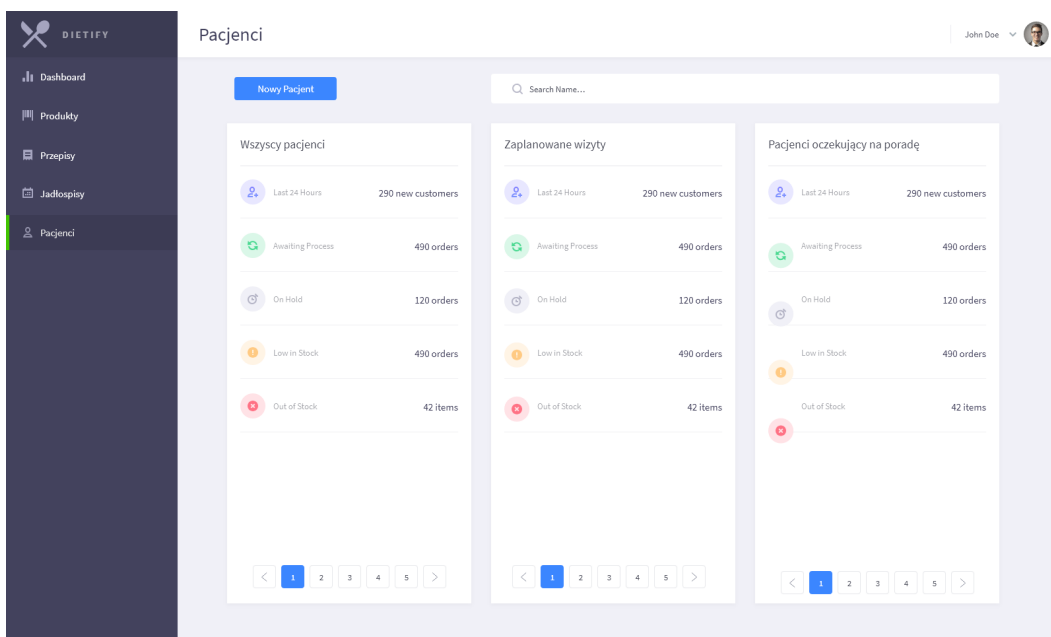 DIETIFY
Pacjenci
John Doe
Dashboard
Produkty
Przepisy
Jadłospisy
Pacjenci
Nowy Pacjent
Search Name...
Wszyscy pacjenci
Last 24 Hours 290 new customers
Awaiting Process 490 orders
On Hold 120 orders
Low in Stock 490 orders
Out of Stock 42 items
1 2 3 4 5
Zaplanowane wizyty
Last 24 Hours 290 new customers
Awaiting Process 490 orders
On Hold 120 orders
Low in Stock 490 orders
Out of Stock 42 items
1 2 3 4 5
Pacjenci oczekujący na poradę
Last 24 Hours 290 new customers
Awaiting Process 490 orders
On Hold 120 orders
Low in Stock 490 orders
Out of Stock 42 items
1 2 3 4 5